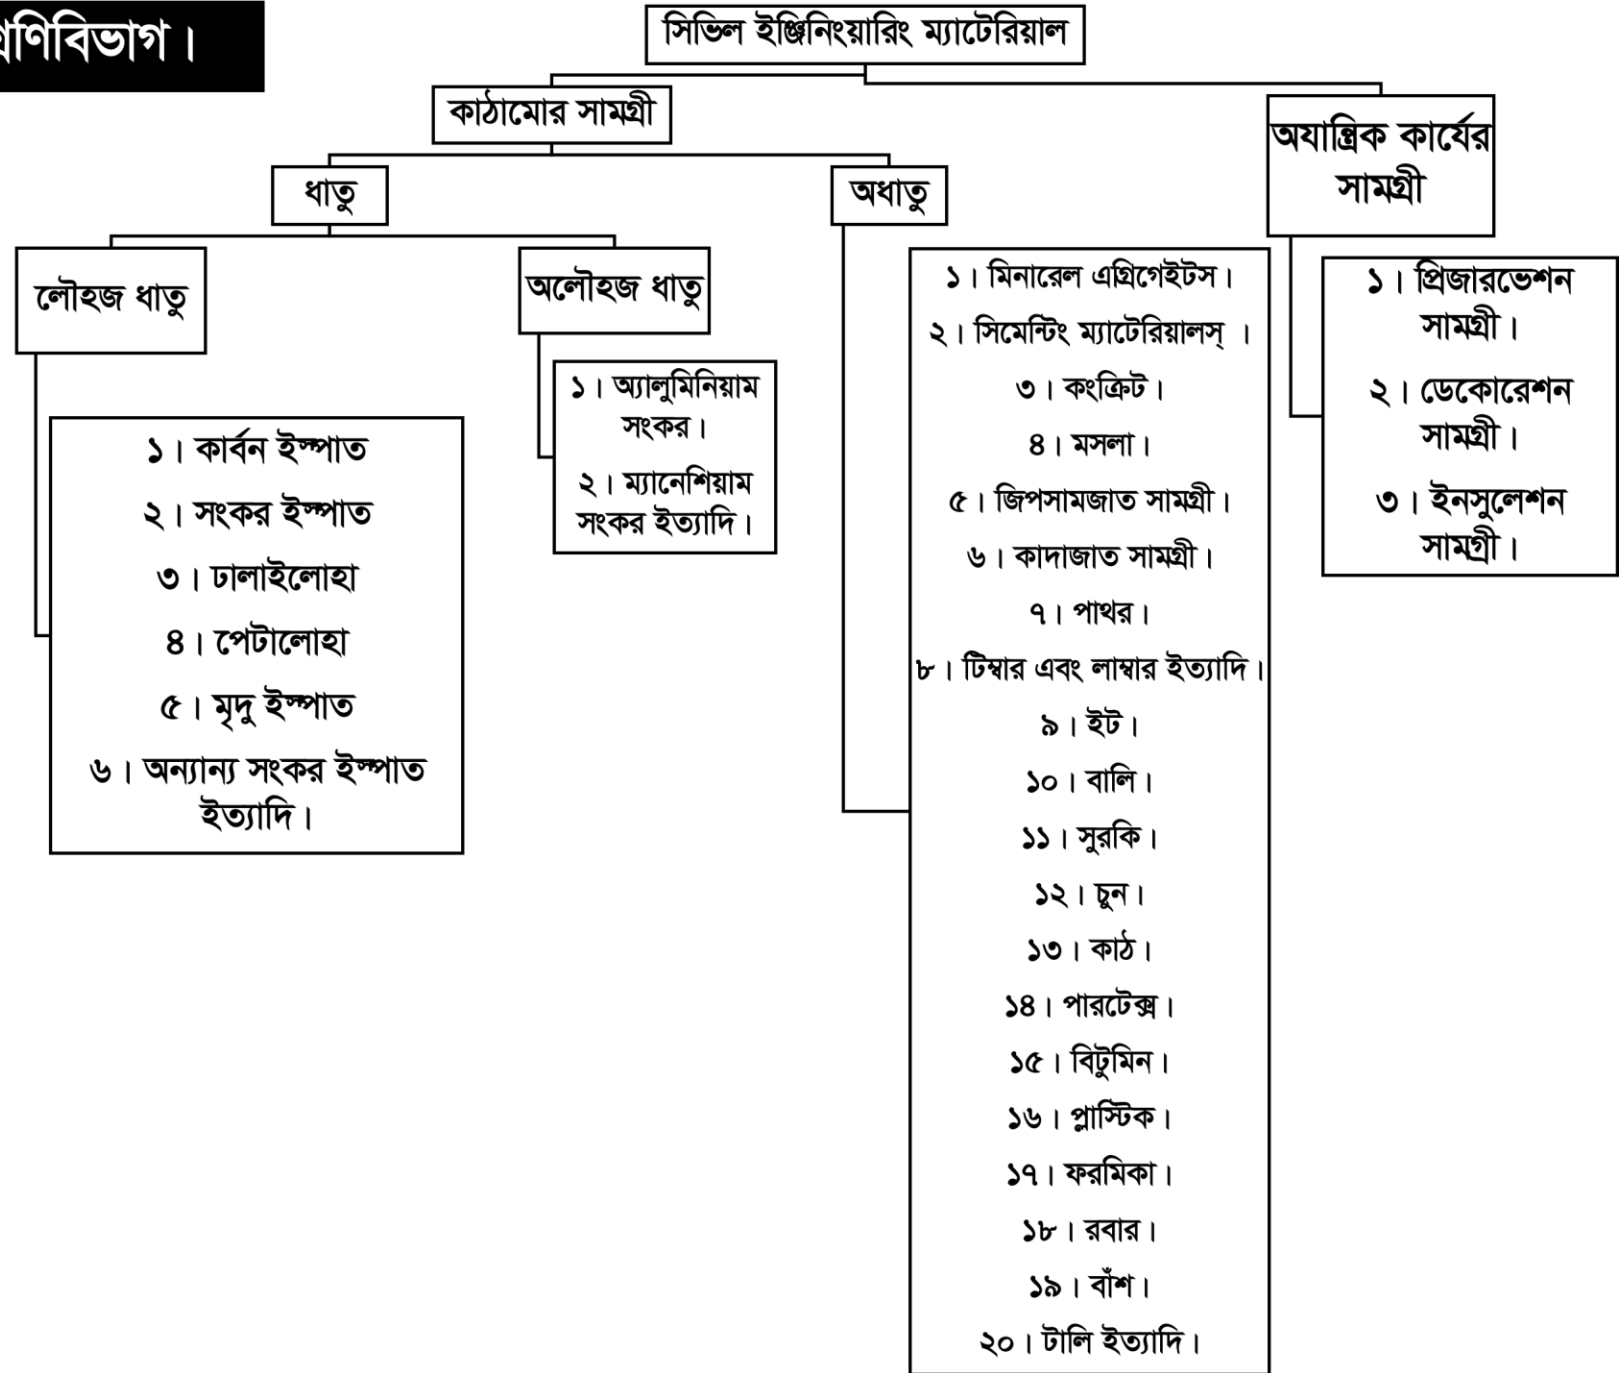 শ্রেণিবিভাগ।
সিভিল ইঞ্জিনিংয়ারিং ম্যাটেরিয়াল
কাঠামোর সামগ্রী
অযান্ত্রিক কার্যের
সামগ্রী
ধাতু
অধাতু
লৌহজ ধাতু
অলৌহজ ধাতু
১। কার্বন ইস্পাত
২। সংকর ইস্পাত
৩। ঢালাইলোহা
৪। পেটালোহা
৫। মৃদু ইস্পাত
৬। অন্যান্য সংকর ইস্পাত
ইত্যাদি।
১। অ্যালুমিনিয়াম
সংকর।
২। ম্যানেশিয়াম
সংকর ইত্যাদি।
১। মিনারেল এগ্রিগেইটস।
২। সিমেন্টিং ম্যাটেরিয়ালস্ ।
৩। কংক্রিট।
৪। মসলা।
৫। জিপসামজাত সামগ্রী।
৬। কাদাজাত সামগ্রী।
৭। পাথর।
৮। টিম্বার এবং লাম্বার ইত্যাদি।
৯। ইট।
১০। বালি।
১১। সুরকি।
১২। চুন।
১৩। কাঠ।
১৪। পারটেক্স।
১৫। বিটুমিন।
১৬। প্লাস্টিক।
১৭। ফরমিকা।
১৮। রবার।
১৯। বাঁশ।
২০। টালি ইত্যাদি।
১। প্রিজারভেশন
সামগ্রী।
২। ডেকোরেশন
সামগ্রী।
৩। ইনসুলেশন
সামগ্রী।